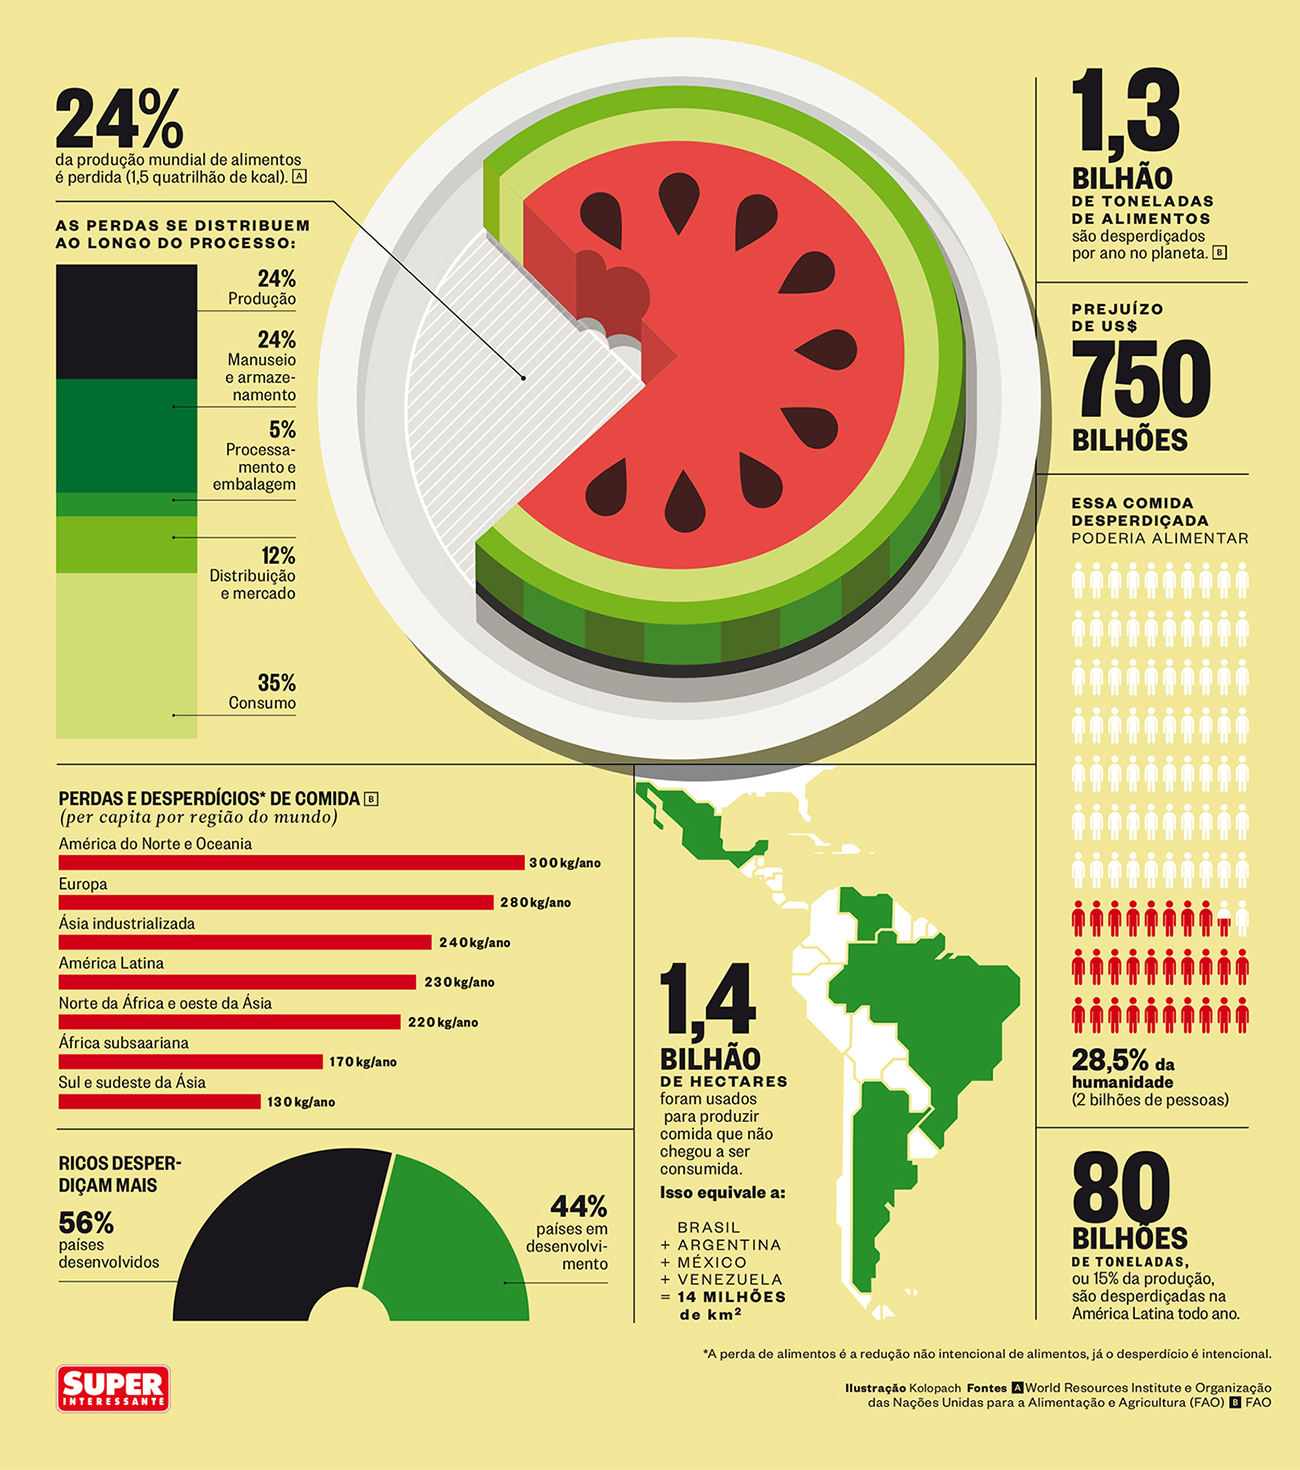 24%
da produção mundial de alimentos
é perdida (1,5 quatrilhão de kcal). A
AS PERDAS SE DISTRIBUEM
AO LONGO DO PROCESSO:
24%
Produção
24%
Manuseio
e armaze-
namento
5%
Processa-
mento e
embalagem
12%
Distribuição
e mercado
35%
Consumo
1,3
BILHÃO
DE TONELADAS
DE ALIMENTOS
são desperdiçados
por ano no planeta. B
PREJUÍZO
DE US$
750
BILHÕES
ESSA COMIDA
DESPERDIÇADA
PODERIA ALIMENTAR
28,5% da
humanidade
(2 bilhões de pessoas)
80
BILHÕES
DE TONELADAS,
ou 15% da produção,
são desperdiçadas na
América Latina todo ano.
PERDAS E DESPERDÍCIOS* DE COMIDA B
(per capita por região do mundo)
América do Norte e Oceania
300 kg/ano
Europa
280 kg/ano
Ásia industrializada
240 kg/ano
América Latina
230 kg/ano
Norte da África e oeste da Ásia
220 kg/ano
África subsaariana
170 kg/ano
Sul e sudeste da Ásia
130 kg/ano
RICOS DESPER-
DIÇAM MAIS
56%
países
desenvolvidos
44%
países em
desenvolvi-
mento
1,4
BILHÃO
DE HECTARES
foram usados
para produzir
comida que não
chegou a ser
consumida.
Isso equivale a:
BRASIL
+ ARGENTINA
+ MÉXICO
+ VENEZUELA
= 14 MILHÕES
de km²
*A perda de alimentos é a redução não intencional de alimentos, já o desperdício é intencional.
SUPER
INTERESSANTE
Ilustração Kolopach Fontes A World Resources Institute e Organização
das Nações Unidas para a Alimentação e Agricultura (FAO) B FAO